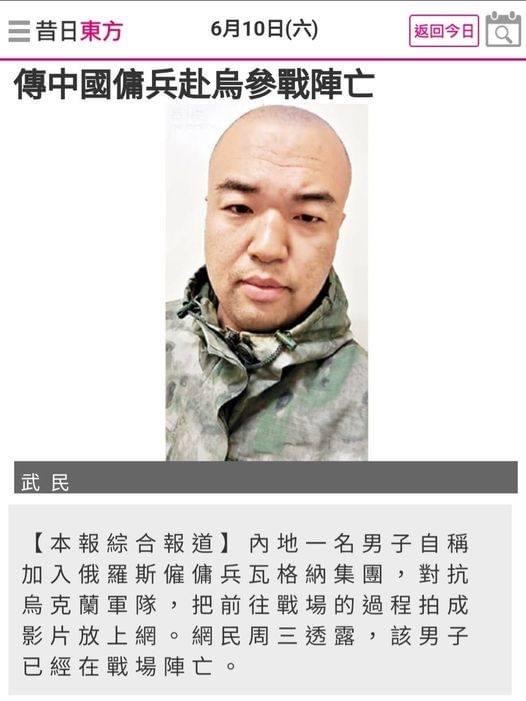 昔日東方
6月10日(六)
返回今日
傳中國傭兵赴烏參戰陣亡
武民
【本報綜合報道】內地一名男子自稱
加入俄羅斯僱傭兵瓦格納集團，對抗
烏克蘭軍隊，把前往戰場的過程拍成
影片放上網。網民周三透露，該男子
已經在戰場陣亡。